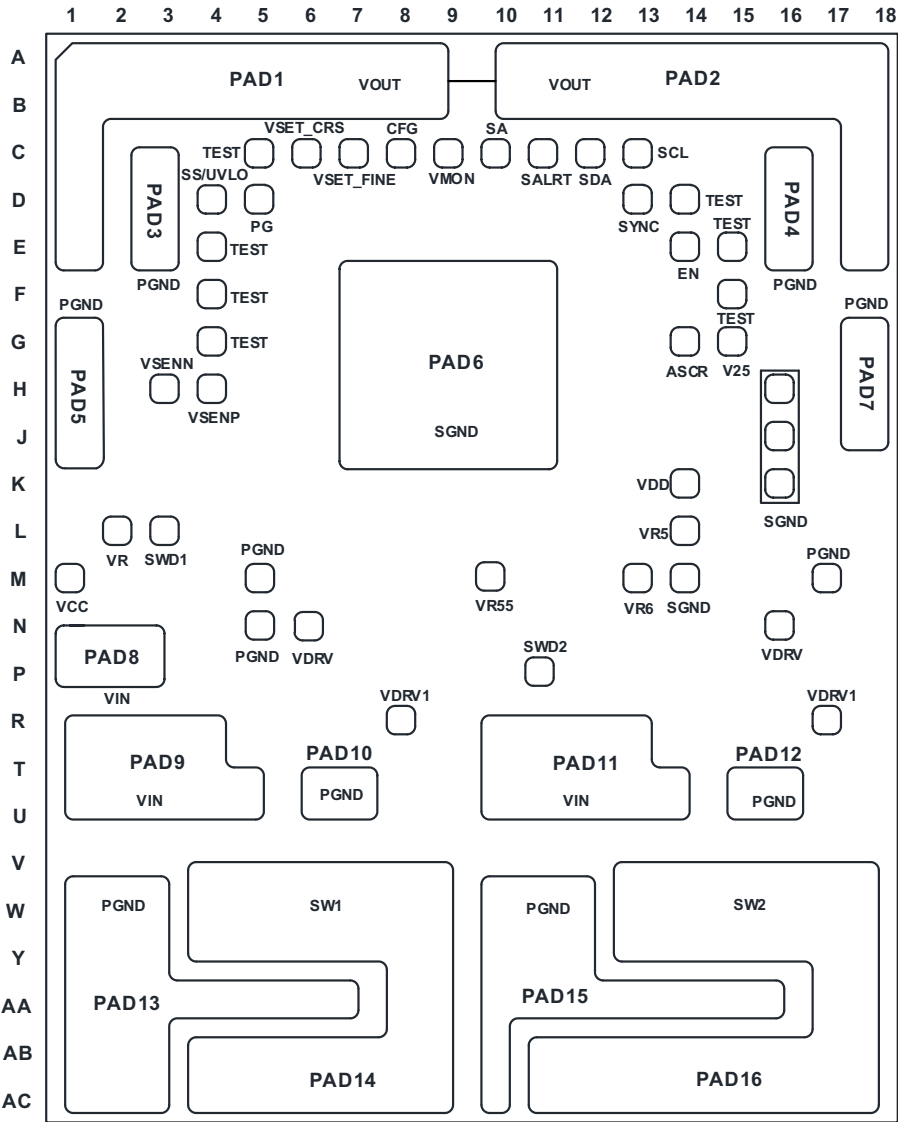 1 2 3 4 5 6 7 8 9 10 11 12 13 14 15 16 17 18
A
PAD1 VOUT VOUT PAD2
B
VSET_CRS CFG SA
C TEST SCL
SS/UVLO VSET_FINE VMON SALRT SDA
D PAD3 PG SYNC TEST PAD4
TEST
E TEST EN
PGND PGND
F TEST
PGND PGND
TEST
G TEST
VSENN ASCR V25
H PAD5 PAD6 PAD7
VSENP
J SGND
K VDD
SGND
L VR5
VR SWD1 PGND PGND
M
VCC VR55 VR6 SGND
N
PGND VDRV SWD2 VDRV
P PAD8
VIN VDRV1 VDRV1
R
PAD10 PAD12
T PAD9 PAD11
VIN PGND VIN PGND
U
V
W PGND SW1 PGND SW2
Y
AA PAD13 PAD15
AB
PAD14 PAD16
AC